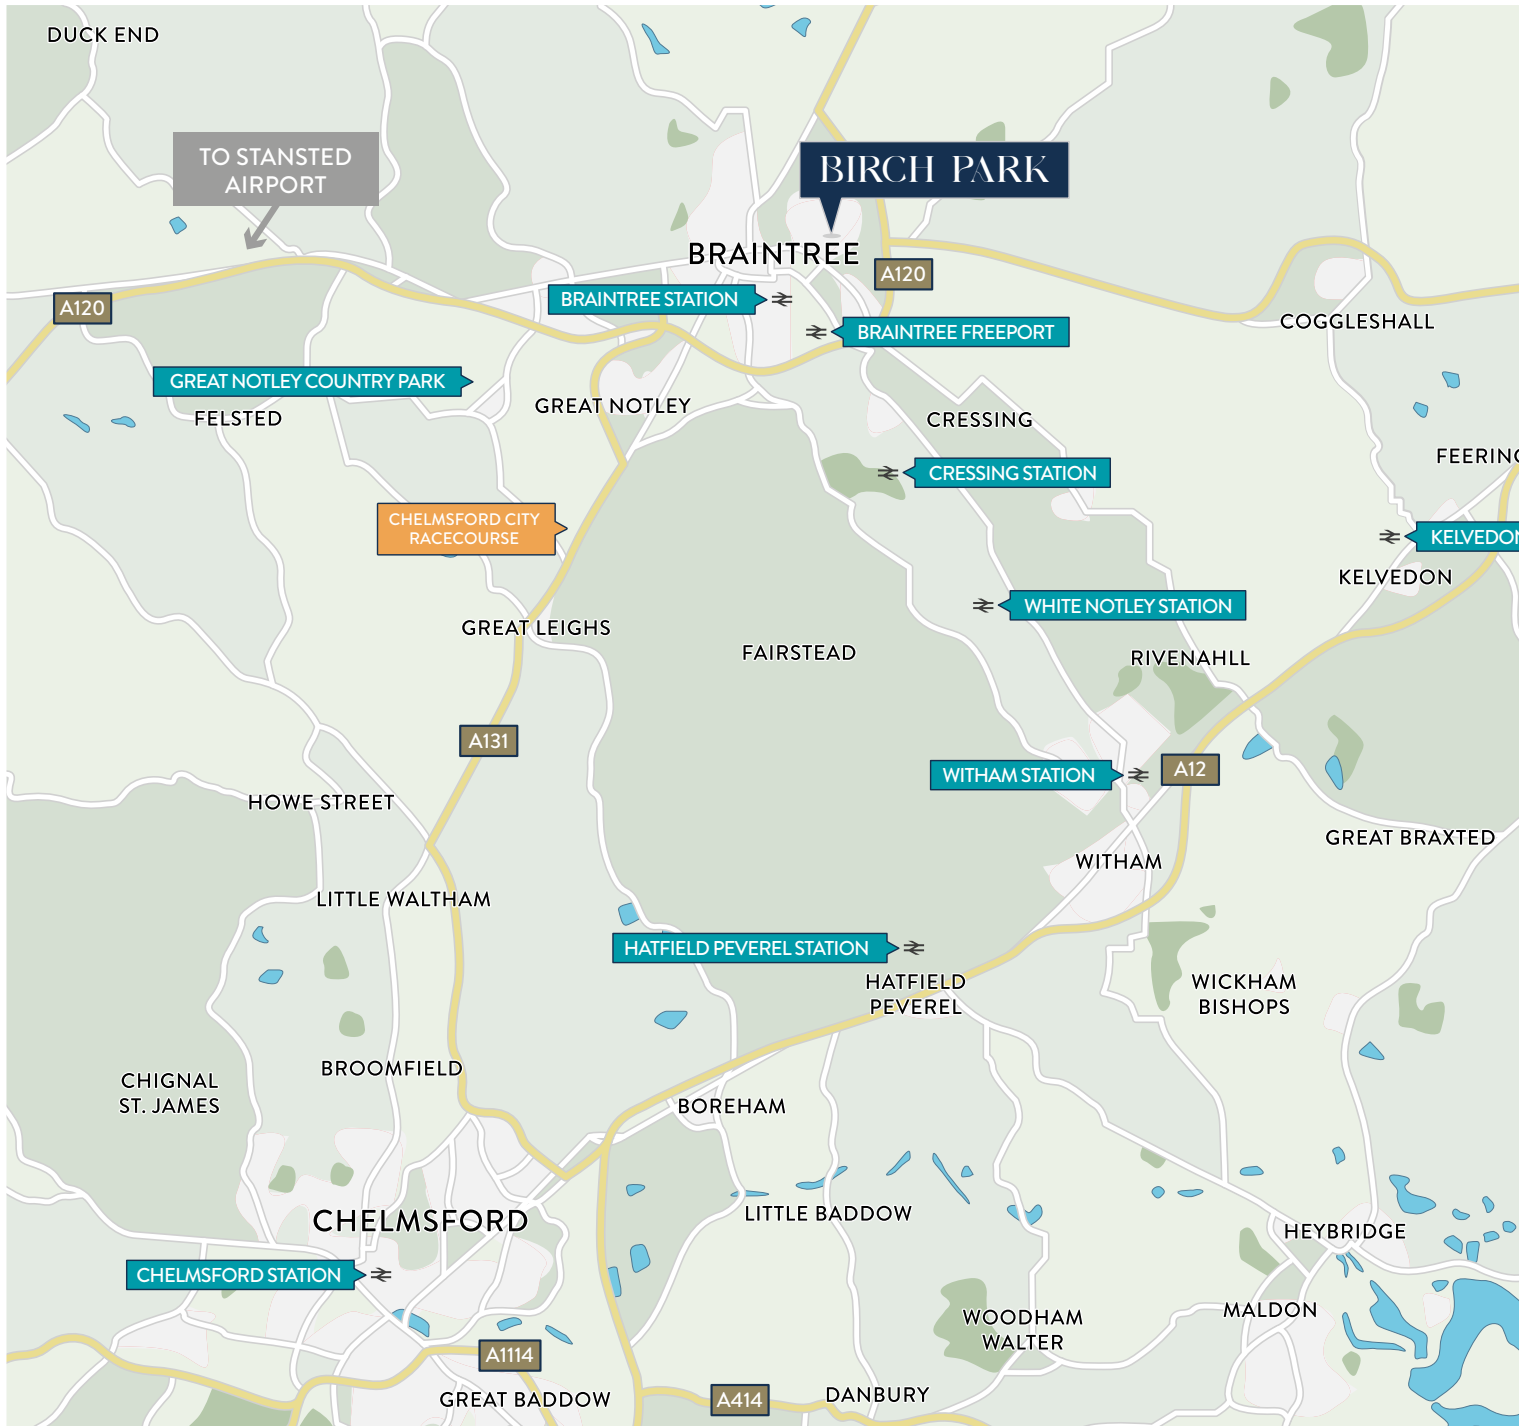 DUCK END
TO STANSTED
AIRPORT
BIRCH PARK
BRAINTREE
A120
A120
BRAINTREE STATION
BRAINTREE FREEPORT
COGGLESHALL
GREAT NOTLEY COUNTRY PARK
FELSTED
GREAT NOTLEY
CRESSING
FEERING
CRESSING STATION
CHELMSFORD CITY
RACECOURSE
KELVEDON
KELVEDON
WHITE NOTLEY STATION
GREAT LEIGHS
FAIRSTEAD
RIVENAHLL
A131
WITHAM STATION
A12
HOWE STREET
GREAT BRAXTED
WITHAM
LITTLE WALTHAM
HATFIELD PEVEREL STATION
HATFIELD
PEVEREL
WICKHAM
BISHOPS
BROOMFIELD
CHIGNAL
ST. JAMES
BOREHAM
LITTLE BADDOW
CHELMSFORD
HEYBRIDGE
CHELMSFORD STATION
MALDON
WOODHAM
WALTER
A1114
GREAT BADDOW
A414
DANBURY